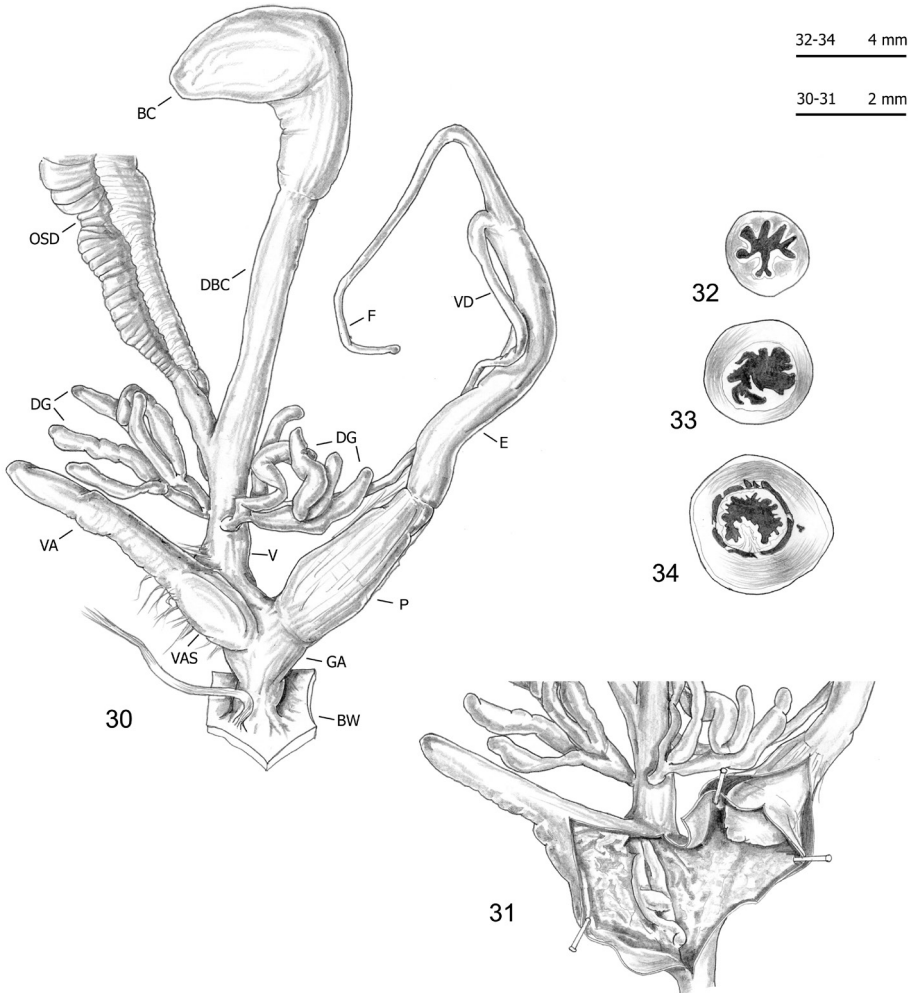 32-34 4 mm
30-31 2 mm
BC
OSD
DBC
VD
F
32
33
DG
DG
E
VA
V
34
P
VAS
GA
30
BW
31